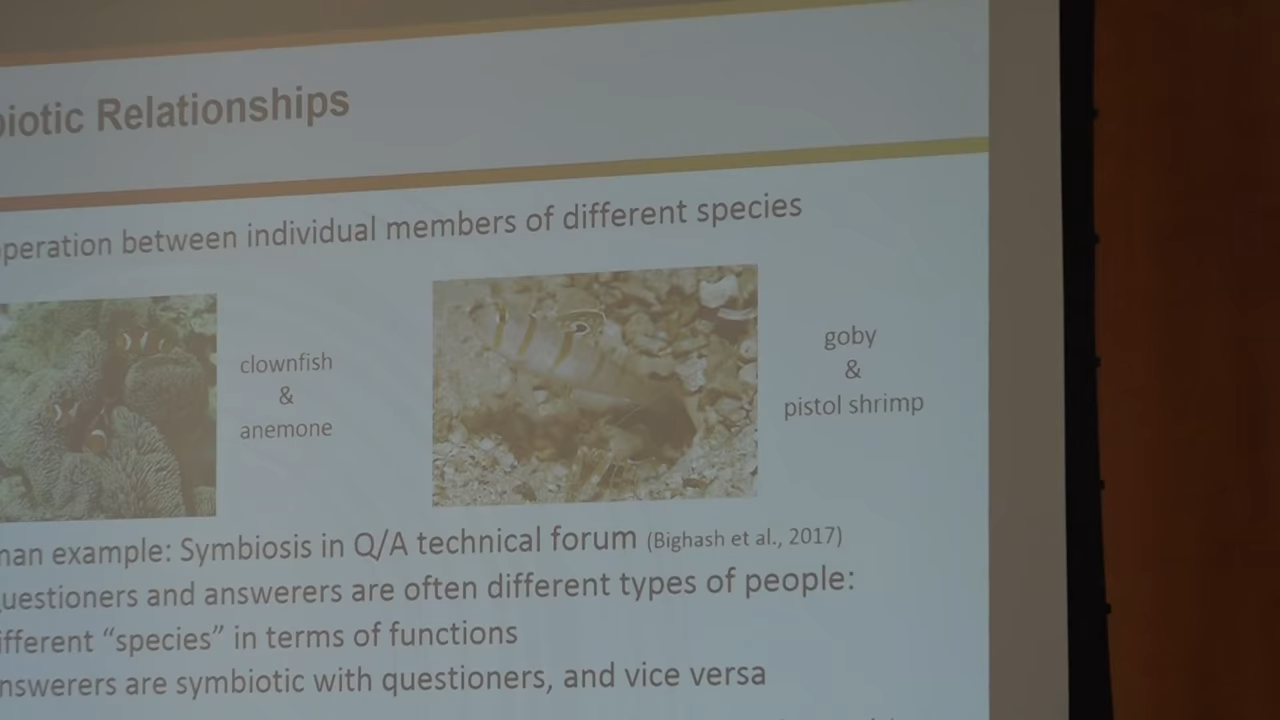 biotic Relationships
operation between individual members of different species
clownfish
&
anemone
goby
&
pistol shrimp
man example: Symbiosis in Q/A technical forum (Bighash et al., 2017)
questioners and answerers are often different types of people:
ifferent “species” in terms of functions
nswerers are symbiotic with questioners, and vice versa